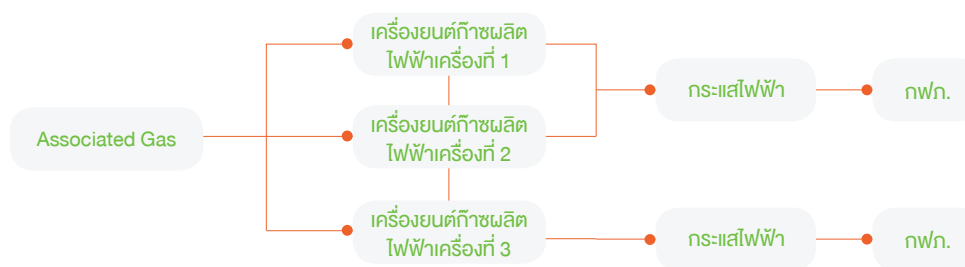 Associated Gas
เครื่องยนต์ก๊าซผลิต
ไฟฟ้าเครื่องที่ 1
เครื่องยนต์ก๊าซผลิต
ไฟฟ้าเครื่องที่ 2
เครื่องยนต์ก๊าซผลิต
ไฟฟ้าเครื่องที่ 3
กระแสไฟฟ้า
กฟภ.
กระแสไฟฟ้า
กฟภ.